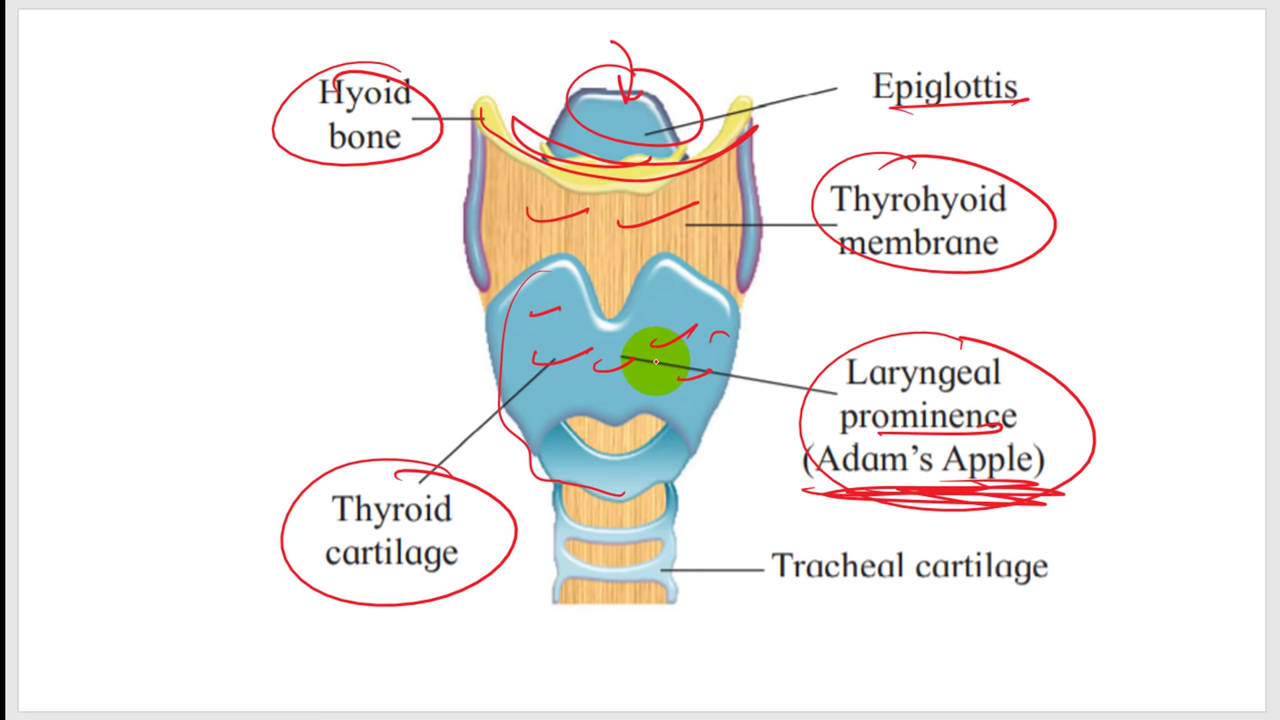 Hyoid
bone
Epiglottis
Thyrohyoid
membrane
Laryngeal
prominence
(Adam's Apple)
Thyroid
cartilage
Tracheal cartilage